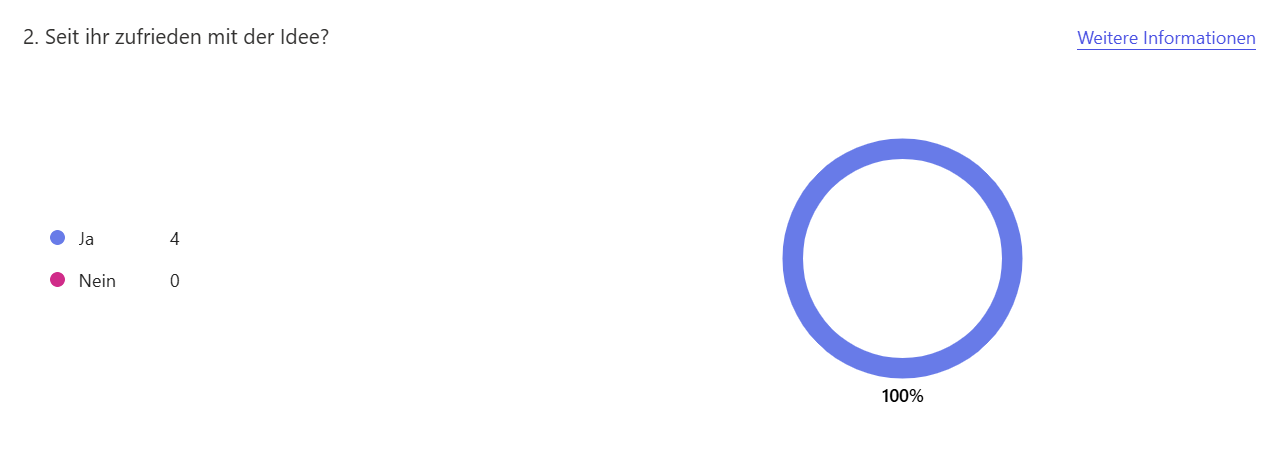 2. Seit ihr zufrieden mit der Idee?
Weitere Informationen
Ja 4
Nein 0
100%